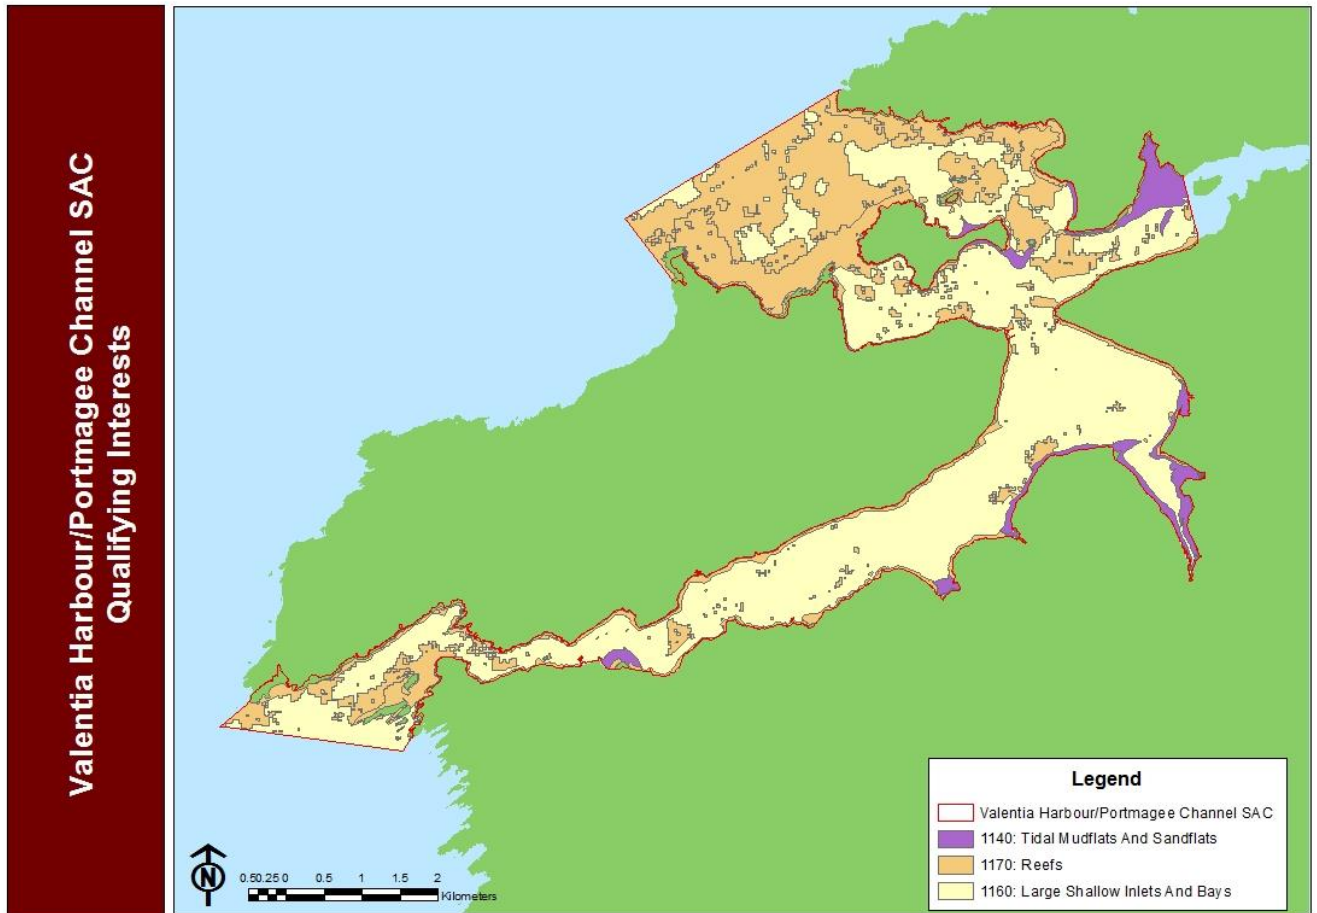 Valentia Harbour/Portmagee Channel SAC
Qualifying Interests
Legend
Valentia Harbour/Portmagee Channel SAC
1140: Tidal Mudflats And Sandflats
1170: Reefs
1160: Large Shallow Inlets And Bays
N
0.50.25 0 0.5 1 1.5 2
Kilometers